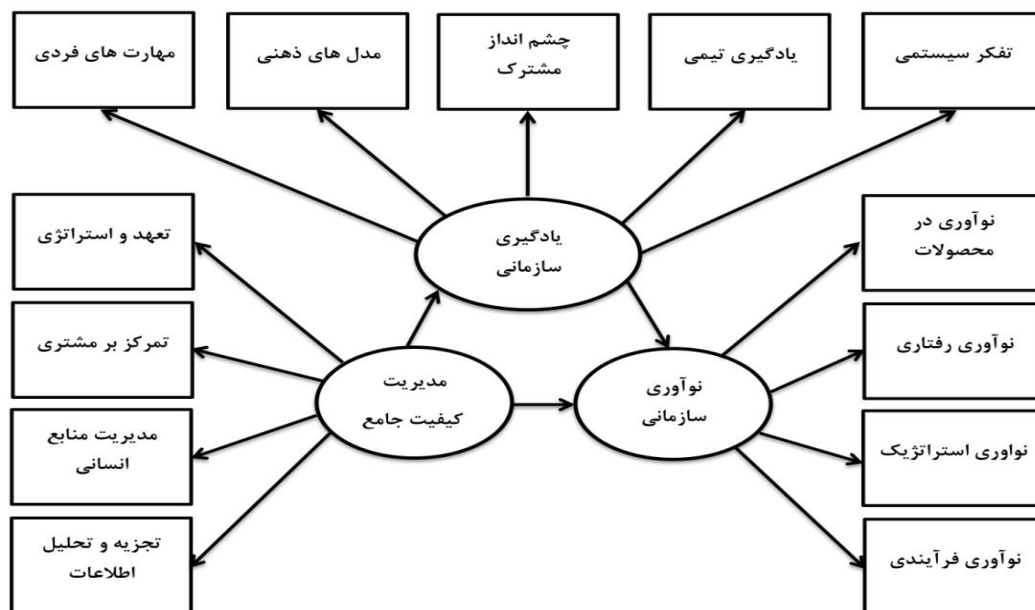 تفکر سیستمی
یادگیری تیمی
چشم انداز
مشترک
مدل های ذهنی
مهارت های فردی
یادگیری
سازمانی
نوآوری در
محصولات
نوآوری رفتاری
نواوری استراتژیک
نوآوری فرآیندی
نوآوری
سازمانی
مدیریت
کیفیت جامع
تعهد و استراتژی
تمرکز بر مشتری
مدیریت منابع
انسانی
تجزیه و تحلیل
اطلاعات